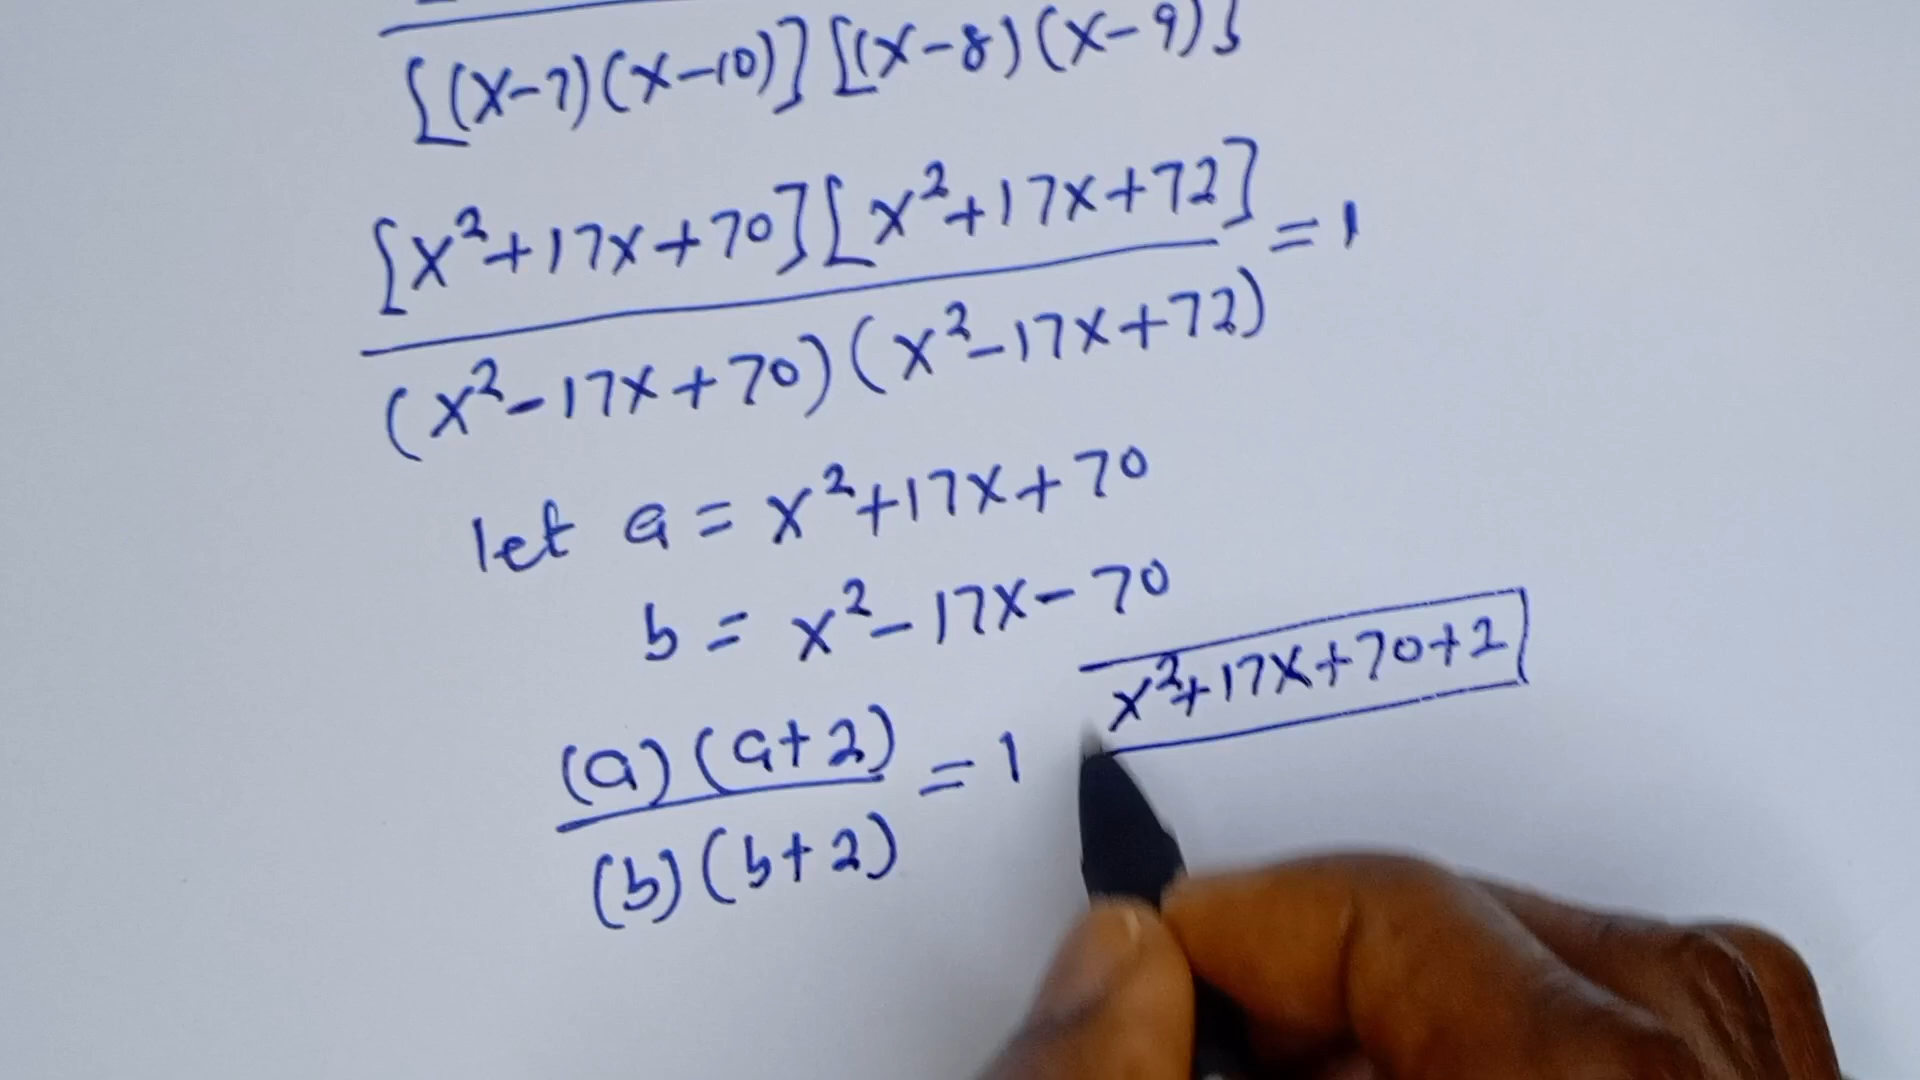 [(x-7)(x-10)][(x-8)(x-9)]
[x²+17x+70][x²+17x+72] = 1
(x²-17x+70)(x²-17x+72)
let a = x²+17x+70
b = x²-17x-70
x²+17x+70+2
(a)(a+2) = 1
(b)(b+2)